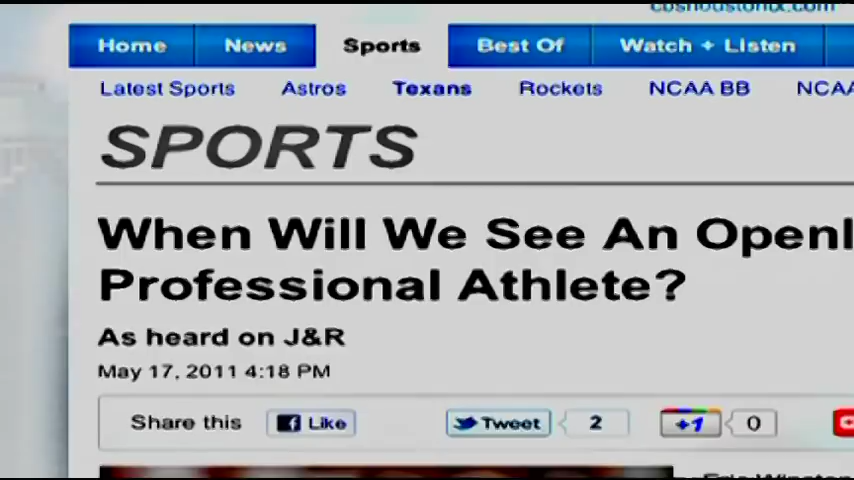 Home News Sports Best Of Watch + Listen
Latest Sports Astros Texans Rockets NCAA BB NCAA
SPORTS
When Will We See An Openl
Professional Athlete?
As heard on J&R
May 17, 2011 4:18 PM
Share this Like Tweet 2 +1 0